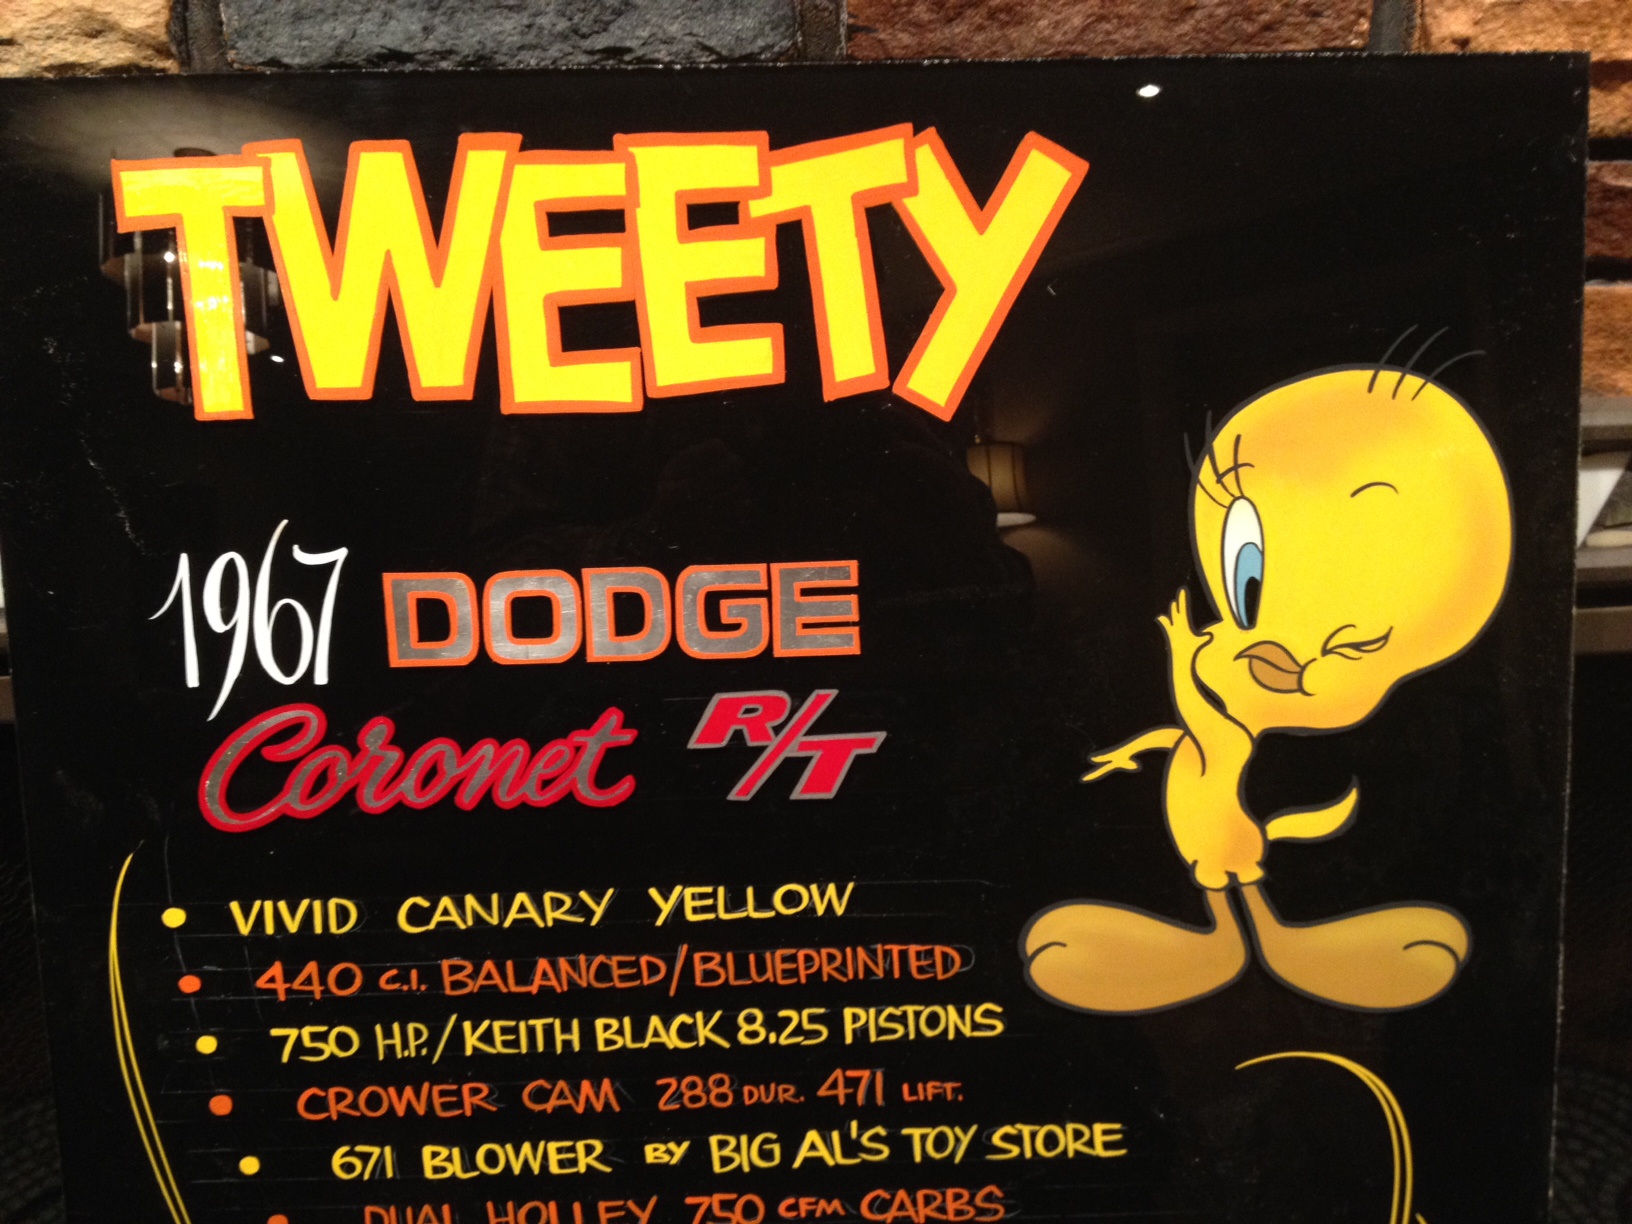 TWEETY
1967 DODGE
Coronet R/T
• VIVID CANARY YELLOW
• 440 C.I. BALANCED/BLUEPRINTED
• 750 H.P./KEITH BLACK 8.25 PISTONS
• CROWER CAM 288 DUR. 471 LIFT.
• 671 BLOWER BY BIG AL'S TOY STORE
• DUAL HOLLEY 750 CFM CARBS